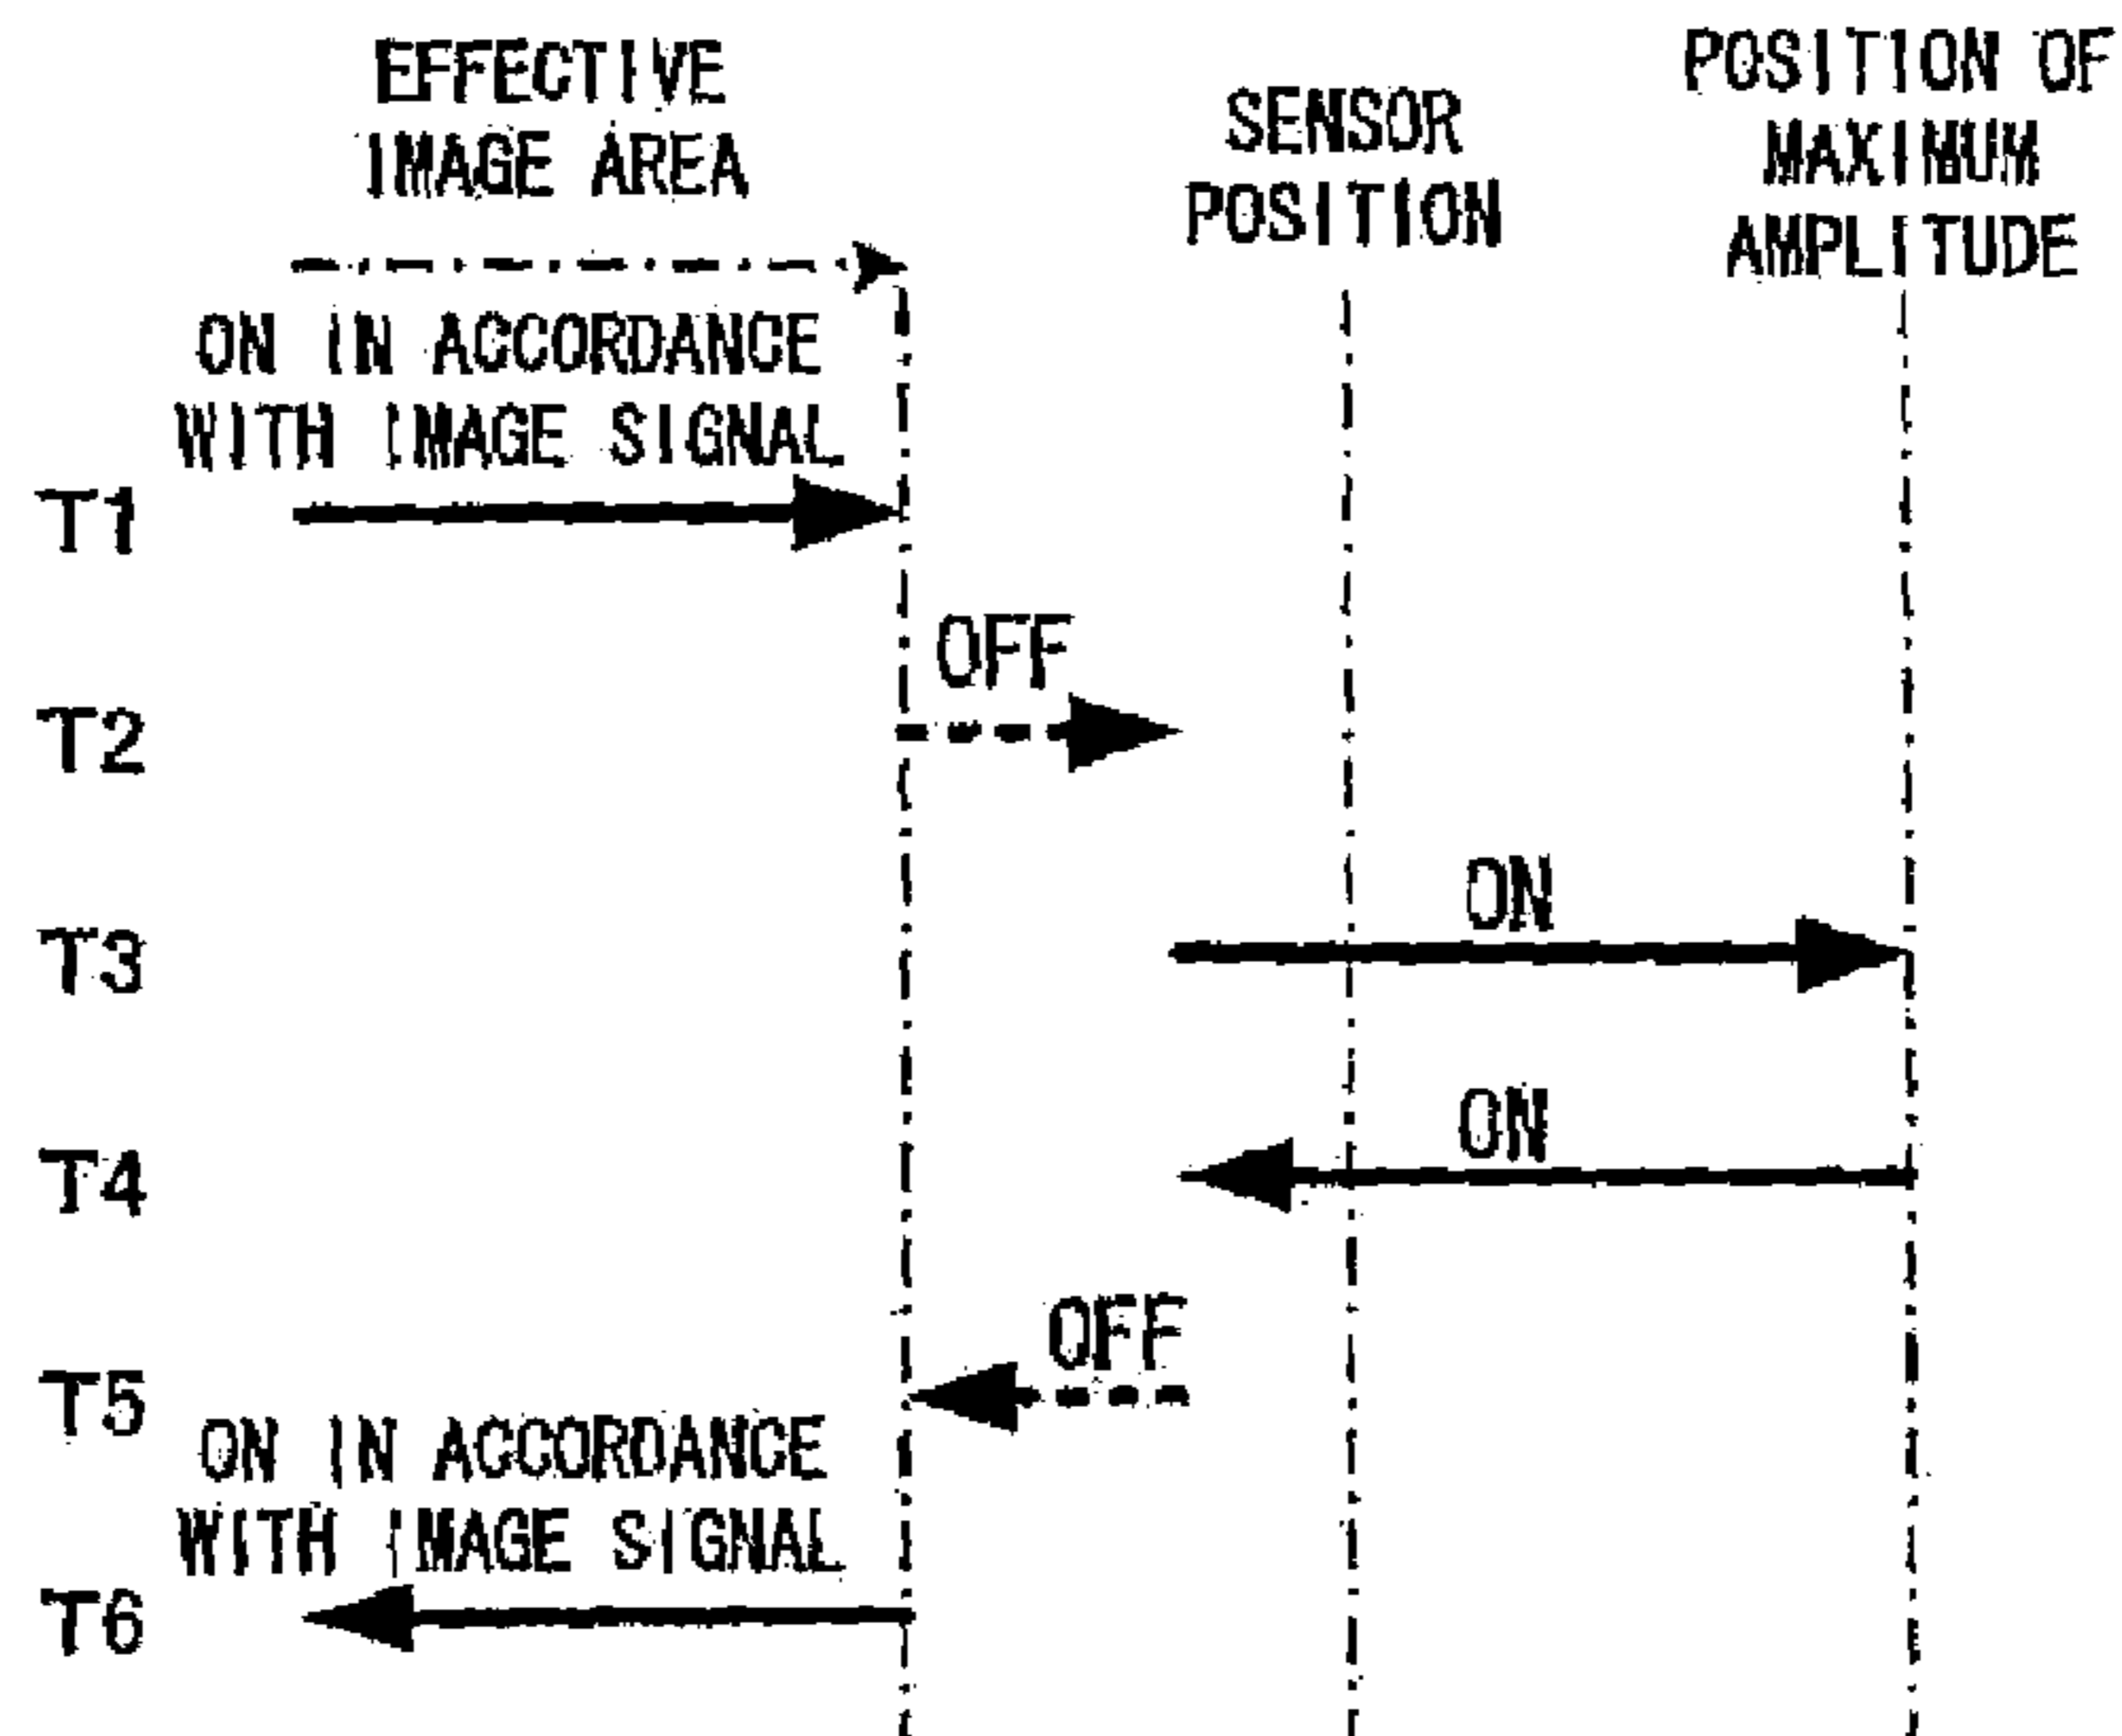 EFFECTIVE
IMAGE AREA
SENSOR
POSITION
POSITION OF
MAXIMUM
AMPLITUDE
ON IN ACCORDANCE
WITH IMAGE SIGNAL
T1
OFF
T2
ON
T3
ON
T4
OFF
T5
ON IN ACCORDANCE
WITH IMAGE SIGNAL
T6